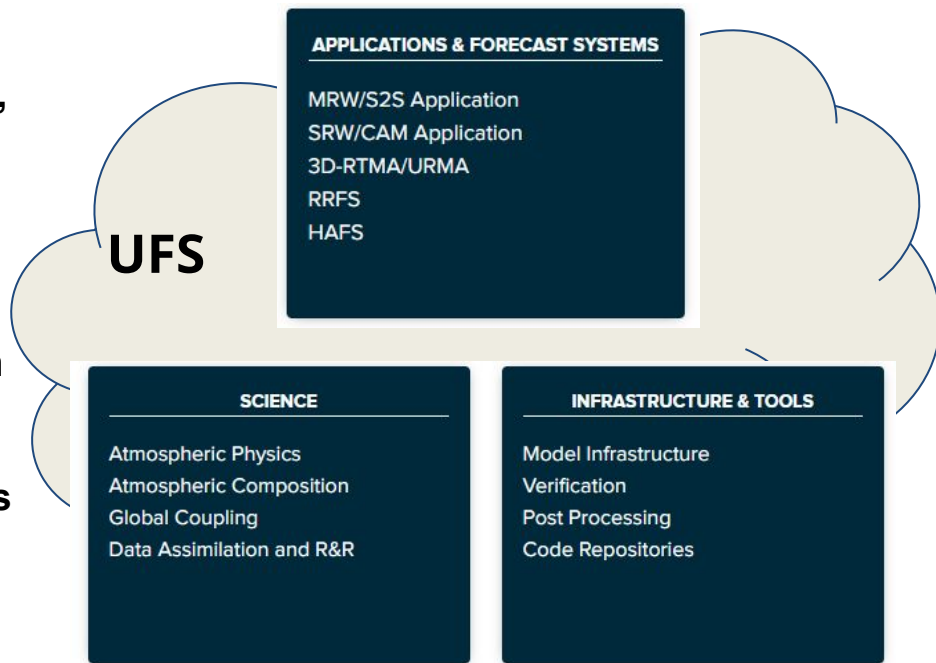 APPLICATIONS & FORECAST SYSTEMS
MRW/S2S Application
SRW/CAM Application
3D-RTMA/URMA
RRFS
HAFS
UFS
SCIENCE
Atmospheric Physics
Atmospheric Composition
Global Coupling
Data Assimilation and R&R
INFRASTRUCTURE & TOOLS
Model Infrastructure
Verification
Post Processing
Code Repositories